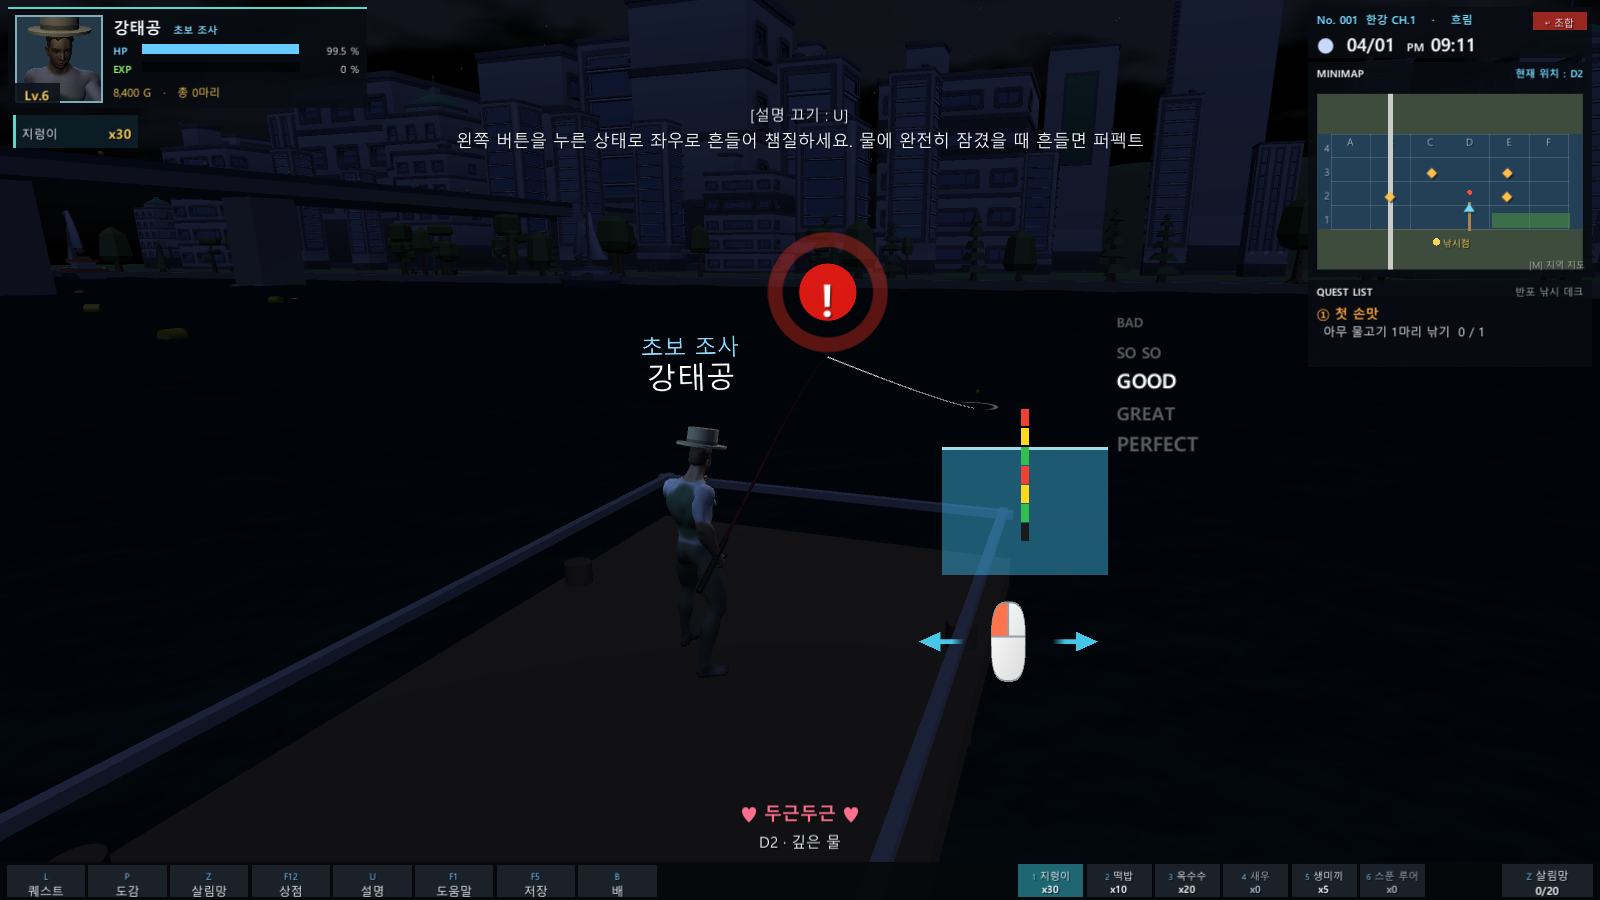 강태공 초보 조사
HP 99.5 %
EXP 0 %
Lv.6
8,400 G · 총 0마리
지렁이 x30
[설명 끄기 : U]
왼쪽 버튼을 누른 상태로 좌우로 흔들어 챔질하세요. 물에 완전히 잠겼을 때 흔들면 퍼펙트
No. 001 한강 CH.1 · 흐림
조합
04/01 PM 09:11
MINIMAP 현재 위치 : D2
A C D E F
4
3
2
1
낚시점
[M] 지역 지도
QUEST LIST 반포 낚시 데크
① 첫 손맛
아무 물고기 1마리 낚기 0 / 1
!
초보 조사
강태공
BAD
SO SO
GOOD
GREAT
PERFECT
♥ 두근두근 ♥
D2 · 깊은 물
L 퀘스트
P 도감
Z 살림망
F12 상점
U 설명
F1 도움말
F5 저장
B 배
1 지렁이 x30
2 떡밥 x10
3 옥수수 x20
4 새우 x0
5 생미끼 x5
6 스푼 루어 x0
Z 살림망 0/20